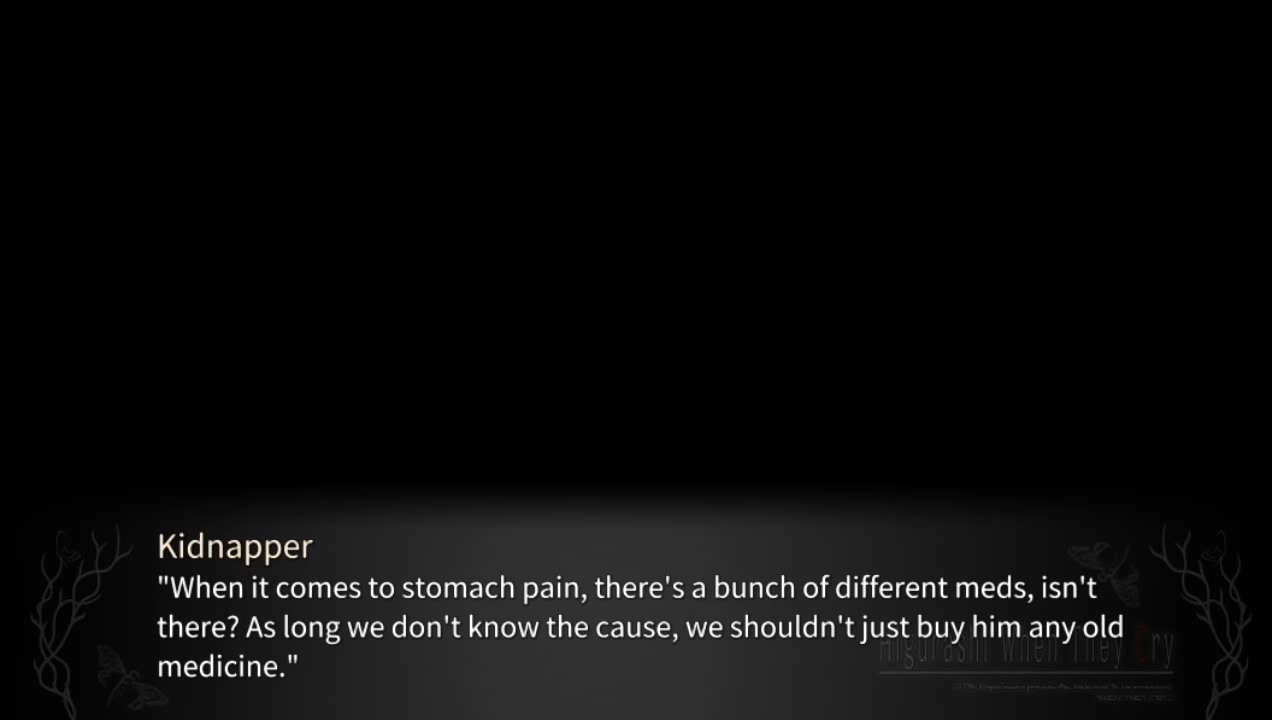 Kidnapper
"When it comes to stomach pain, there's a bunch of different meds, isn't
there? As long we don't know the cause, we shouldn't just buy him any old
medicine."
Higurashi When They Cry